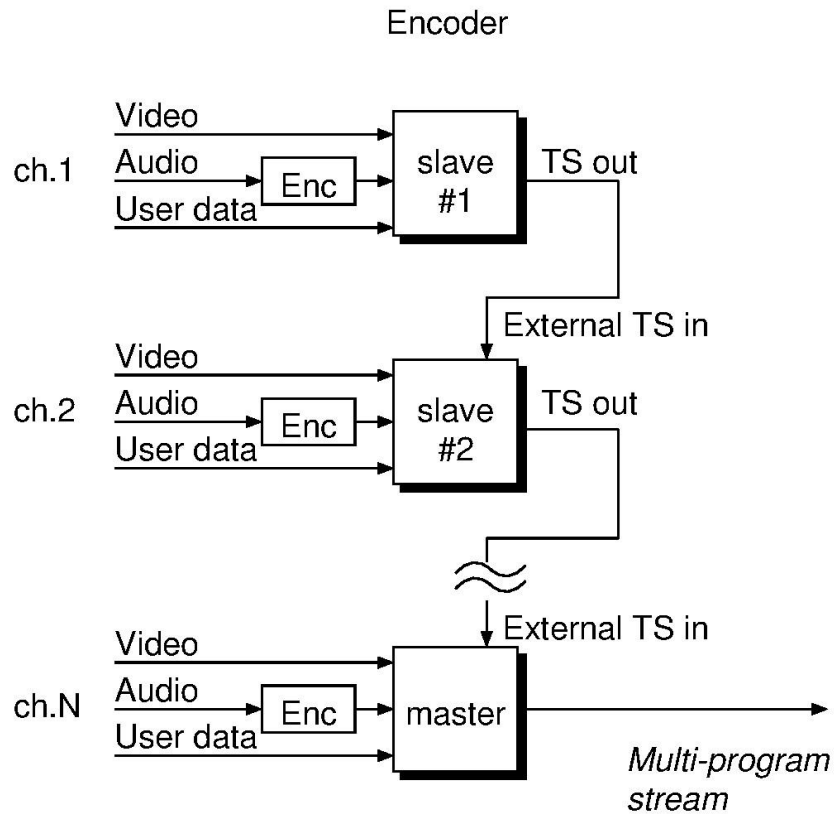 Encoder
Video
ch.1
Audio
Enc
User data
slave
#1
TS out
External TS in
Video
ch.2
Audio
Enc
User data
slave
#2
TS out
External TS in
Video
ch.N
Audio
Enc
User data
master
Multi-program
stream